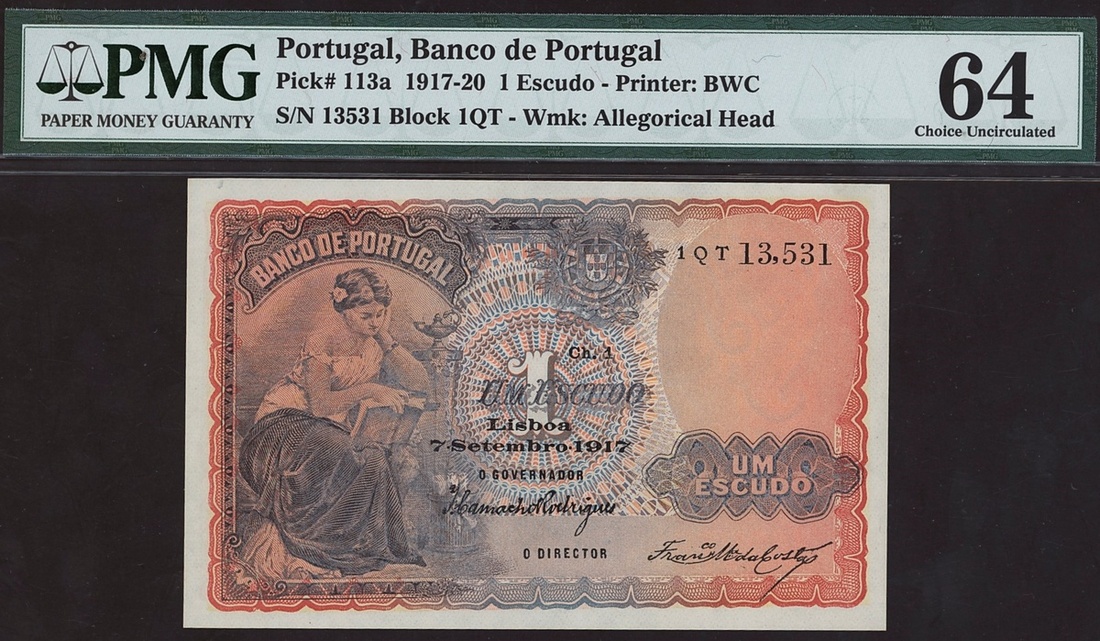 PMG
PAPER MONEY GUARANTY
Portugal, Banco de Portugal
Pick# 113a 1917-20 1 Escudo - Printer: BWC
S/N 13531 Block 1QT - Wmk: Allegorical Head
64
Choice Uncirculated
BANCO DE PORTUGAL
1QT 13,531
Ch. 1
1
UM ESCUDO
Lisboa
7·Setembro·1917
O GOVERNADOR
UM
ESCUDO
O DIRECTOR